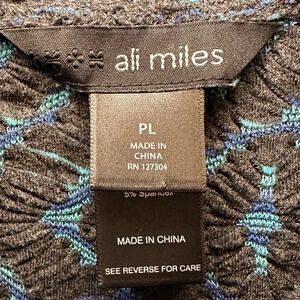 ali miles
PL
MADE IN
CHINA
RN 127304
5% Spandex
MADE IN CHINA
SEE REVERSE FOR CARE